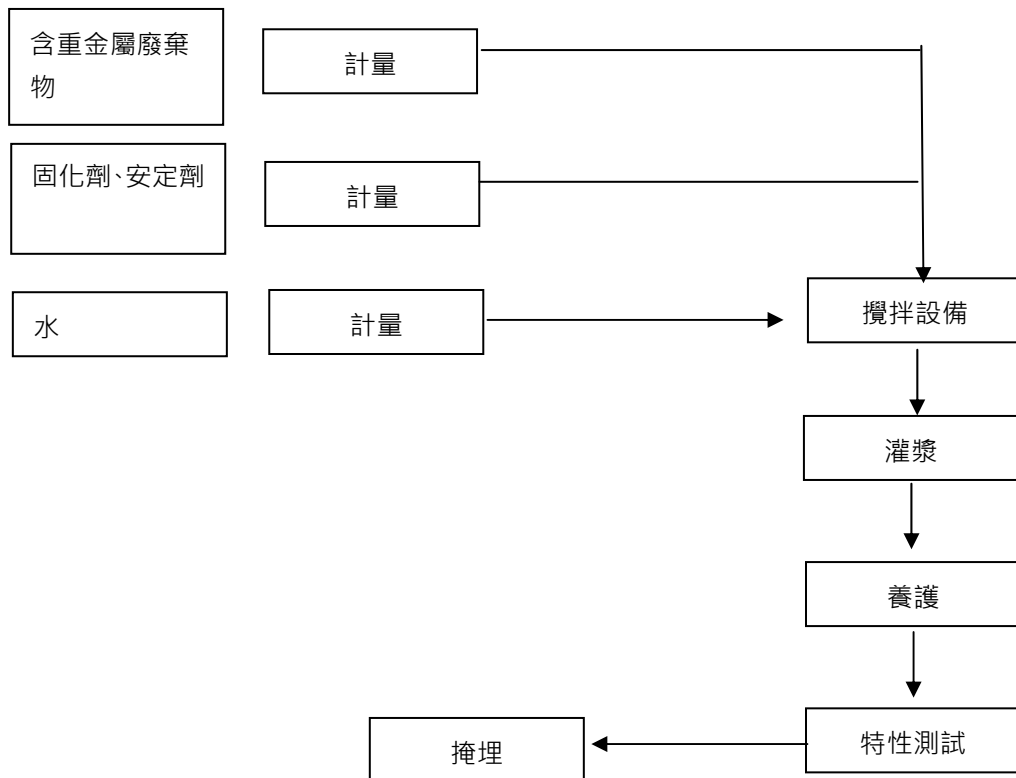 含重金屬廢棄
物
計量
固化劑、安定劑
計量
水
計量
攪拌設備
灌漿
養護
特性測試
掩埋